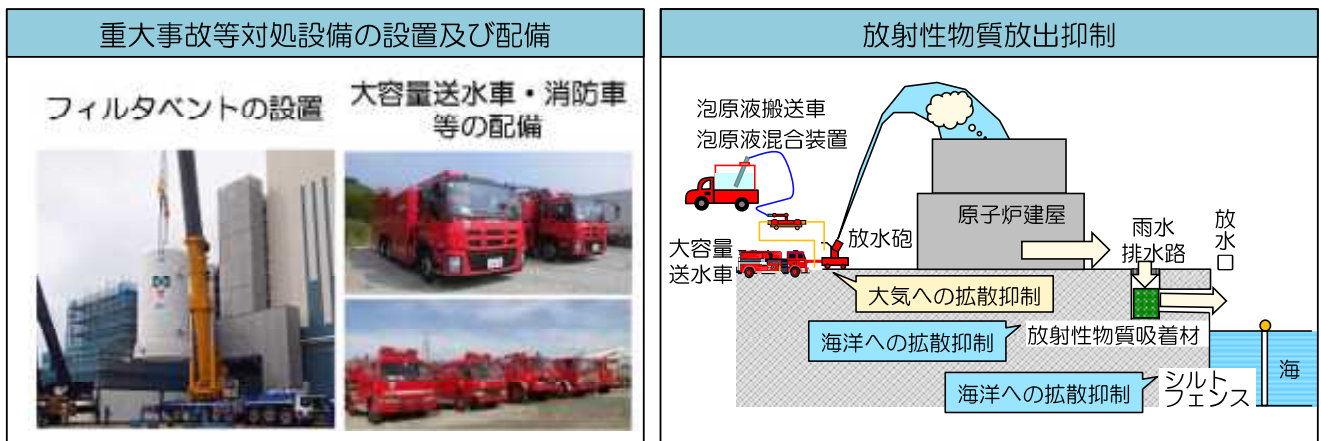 重大事故等対処設備の設置及び配備
フィルタベントの設置
大容量送水車・消防車
等の配備
放射性物質放出抑制
泡原液搬送車
泡原液混合装置
大容量
送水車
放水砲
原子炉建屋
雨水
排水路
放水口
大気への拡散抑制
海洋への拡散抑制
放射性物質吸着材
海洋への拡散抑制
シルト
フェンス
海